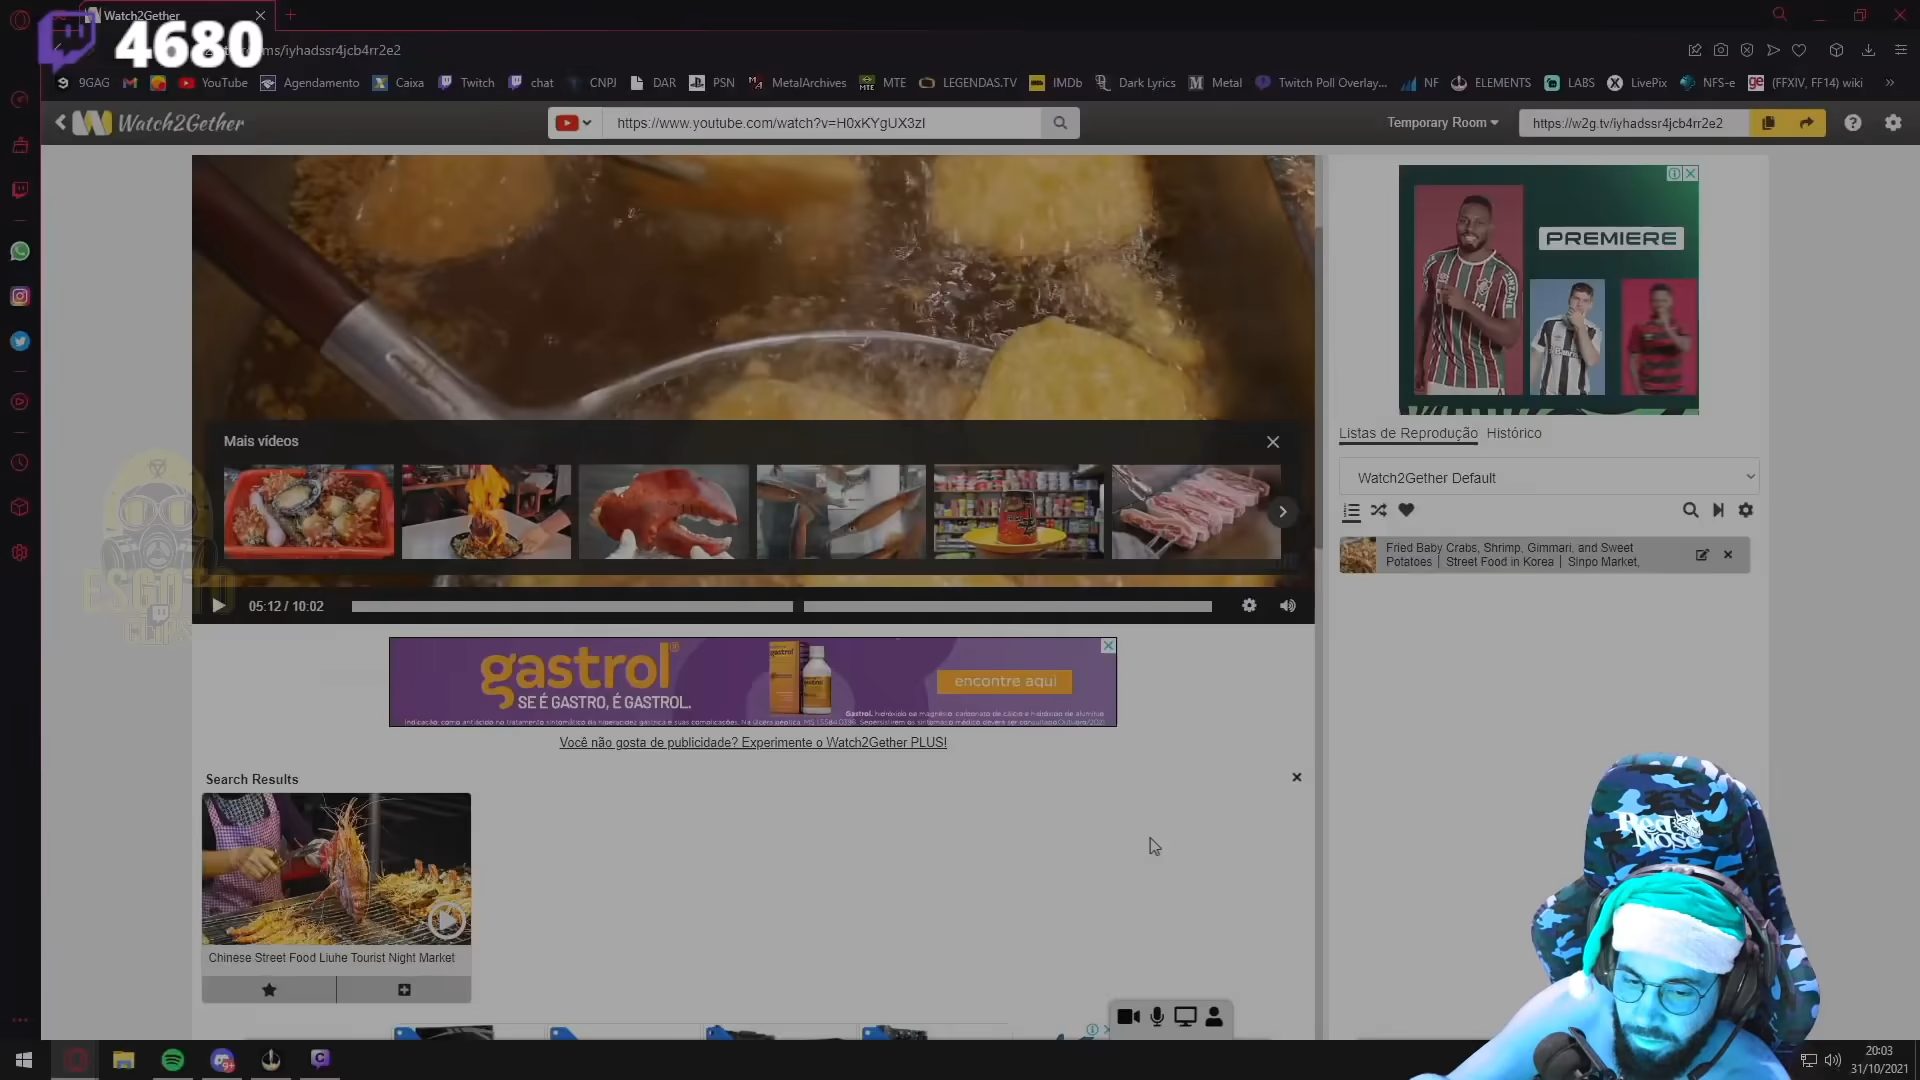 Watch2Gether
4680
ms/iyhadssr4jcb4rr2e2
9GAG
YouTube
Agendamento
Caixa
Twitch
chat
CNPJ
DAR
PSN
MetalArchives
MTE
LEGENDAS.TV
IMDb
Dark Lyrics
Metal
Twitch Poll Overlay...
NF
ELEMENTS
LABS
LivePix
NFS-e
(FFXIV, FF14) wiki
Watch2Gether
https://www.youtube.com/watch?v=H0xKYgUX3zI
Temporary Room
https://w2g.tv/iyhadssr4jcb4rr2e2
PREMIERE
Mais vídeos
05:12 / 10:02
Listas de Reprodução Histórico
Watch2Gether Default
Fried Baby Crabs, Shrimp, Gimmari, and Sweet
Potatoes | Street Food in Korea | Sinpo Market,
ESGOTO
CLIPS
gastrol
SE É GASTRO, É GASTROL.
encontre aqui
Você não gosta de publicidade? Experimente o Watch2Gether PLUS!
Search Results
Chinese Street Food Liuhe Tourist Night Market
Red
Nose
20:03
31/10/2021